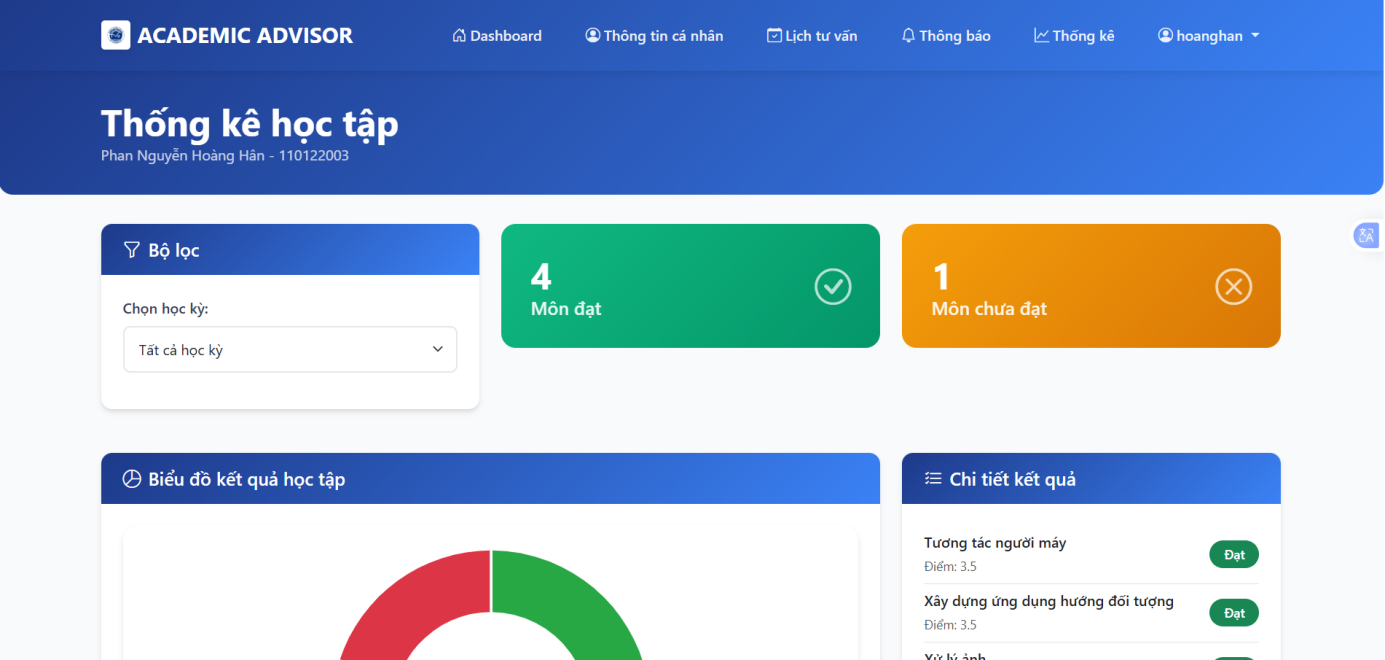 ACADEMIC ADVISOR
Dashboard
Thông tin cá nhân
Lịch tư vấn
Thông báo
Thống kê
hoanghan
Thống kê học tập
Phan Nguyễn Hoàng Hân - 110122003
Bộ lọc
Chọn học kỳ:
Tất cả học kỳ
4
Môn đạt
1
Môn chưa đạt
Biểu đồ kết quả học tập
Chi tiết kết quả
Tương tác người máy
Điểm: 3.5
Đạt
Xây dựng ứng dụng hướng đối tượng
Điểm: 3.5
Đạt
Xử lý ảnh